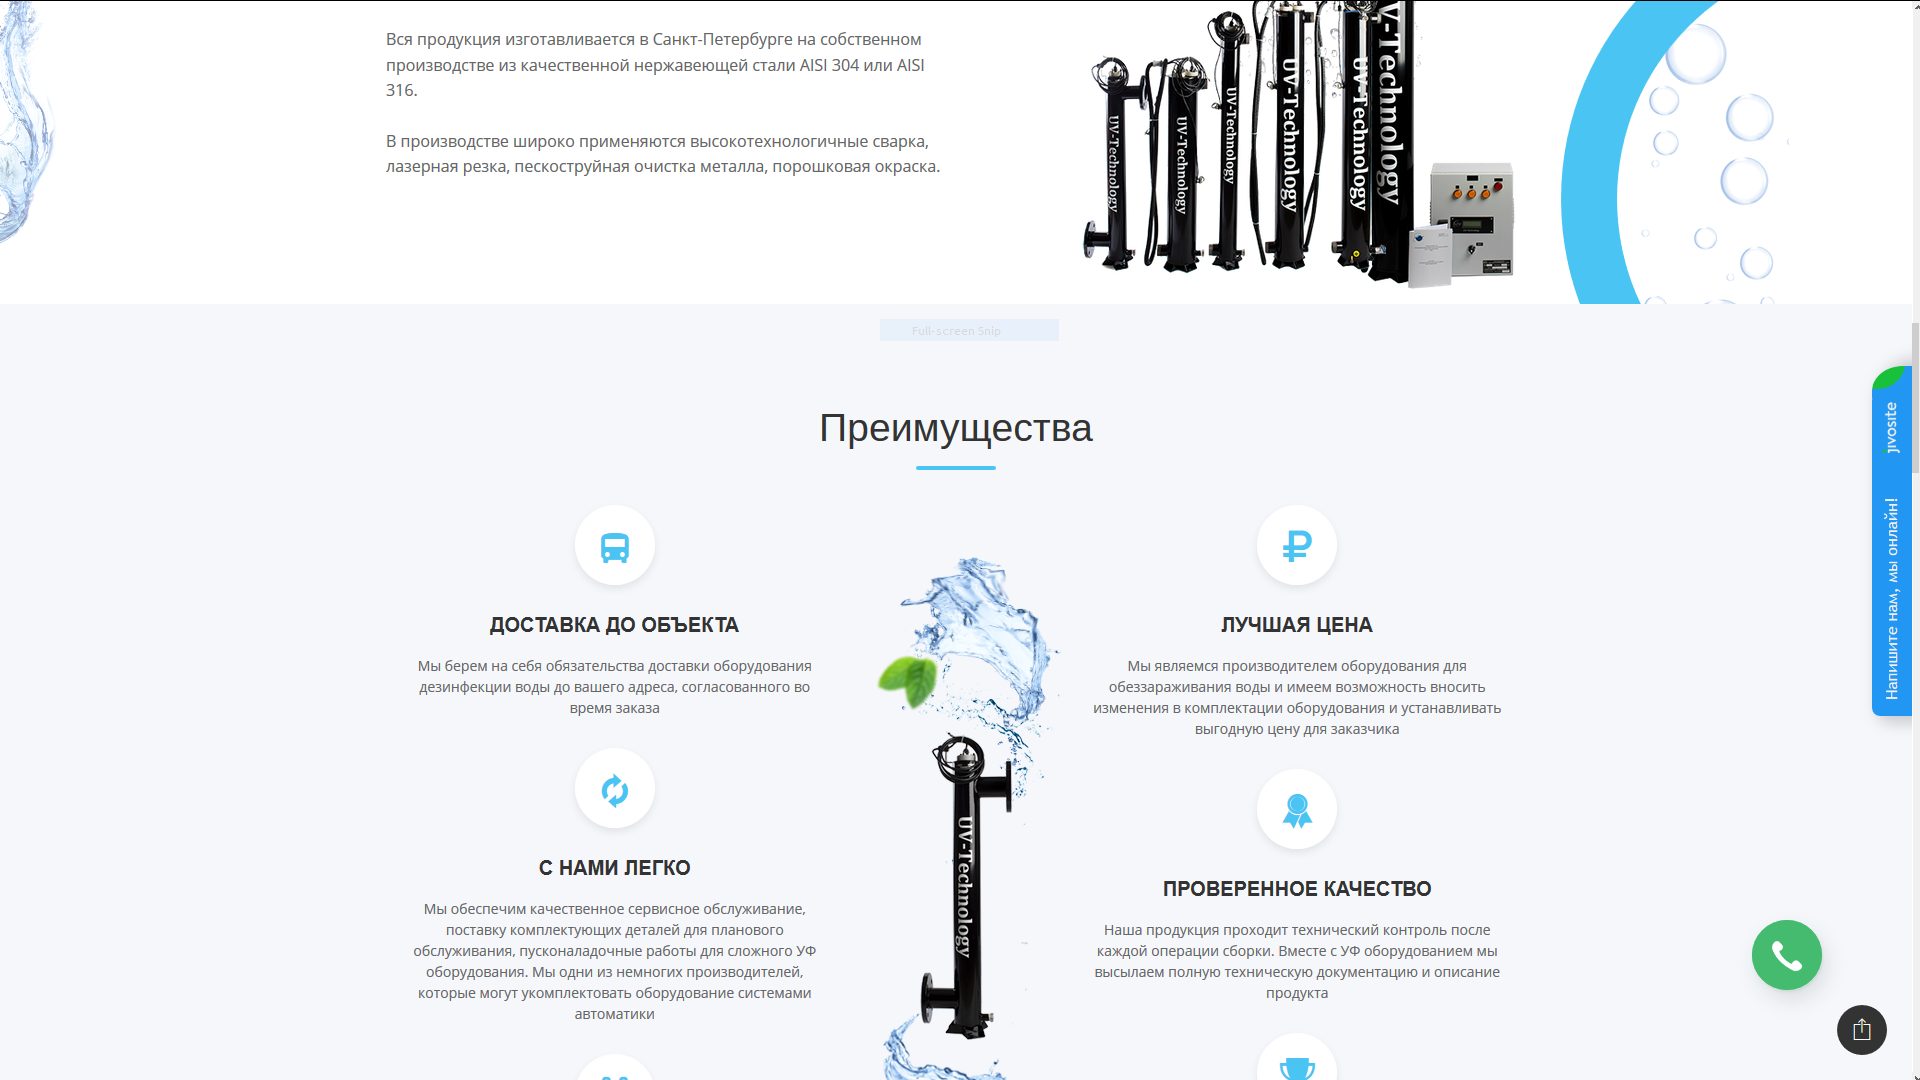 Вся продукция изготавливается в Санкт-Петербурге на собственном
производстве из качественной нержавеющей стали AISI 304 или AISI
316.
В производстве широко применяются высокотехнологичные сварка,
лазерная резка, пескоструйная очистка металла, порошковая окраска.
UV-Technology
UV-Technology
UV-Technology
UV-Technology
UV-Technology
V-Technology
Full-screen Snip
Преимущества
ДОСТАВКА ДО ОБЪЕКТА
Мы берем на себя обязательства доставки оборудования
дезинфекции воды до вашего адреса, согласованного во
время заказа
С НАМИ ЛЕГКО
Мы обеспечим качественное сервисное обслуживание,
поставку комплектующих деталей для планового
обслуживания, пусконаладочные работы для сложного УФ
оборудования. Мы одни из немногих производителей,
которые могут укомплектовать оборудование системами
автоматики
UV-Technology
ЛУЧШАЯ ЦЕНА
Мы являемся производителем оборудования для
обеззараживания воды и имеем возможность вносить
изменения в комплектации оборудования и устанавливать
выгодную цену для заказчика
ПРОВЕРЕННОЕ КАЧЕСТВО
Наша продукция проходит технический контроль после
каждой операции сборки. Вместе с УФ оборудованием мы
высылаем полную техническую документацию и описание
продукта
Напишите нам, мы онлайн!
jivosite